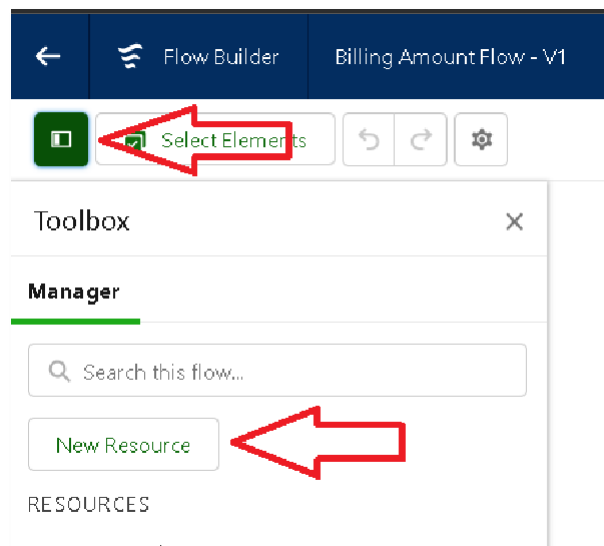 Flow Builder
Billing Amount Flow - V1
Select Elements
Toolbox
Manager
Search this flow...
New Resource
RESOURCES